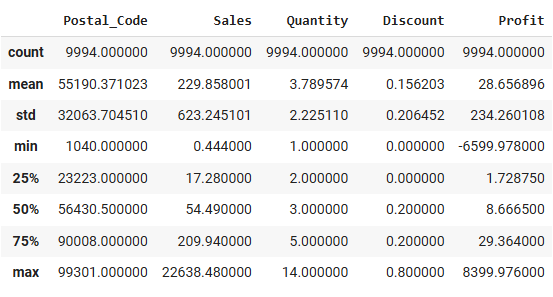 Postal_Code Sales Quantity Discount Profit
count 9994.000000 9994.000000 9994.000000 9994.000000 9994.000000
mean 55190.371023 229.858001 3.789574 0.156203 28.656896
std 32063.704510 623.245101 2.225110 0.206452 234.260108
min 1040.000000 0.444000 1.000000 0.000000 -6599.978000
25% 23223.000000 17.280000 2.000000 0.000000 1.728750
50% 56430.500000 54.490000 3.000000 0.200000 8.666500
75% 90008.000000 209.940000 5.000000 0.200000 29.364000
max 99301.000000 22638.480000 14.000000 0.800000 8399.976000